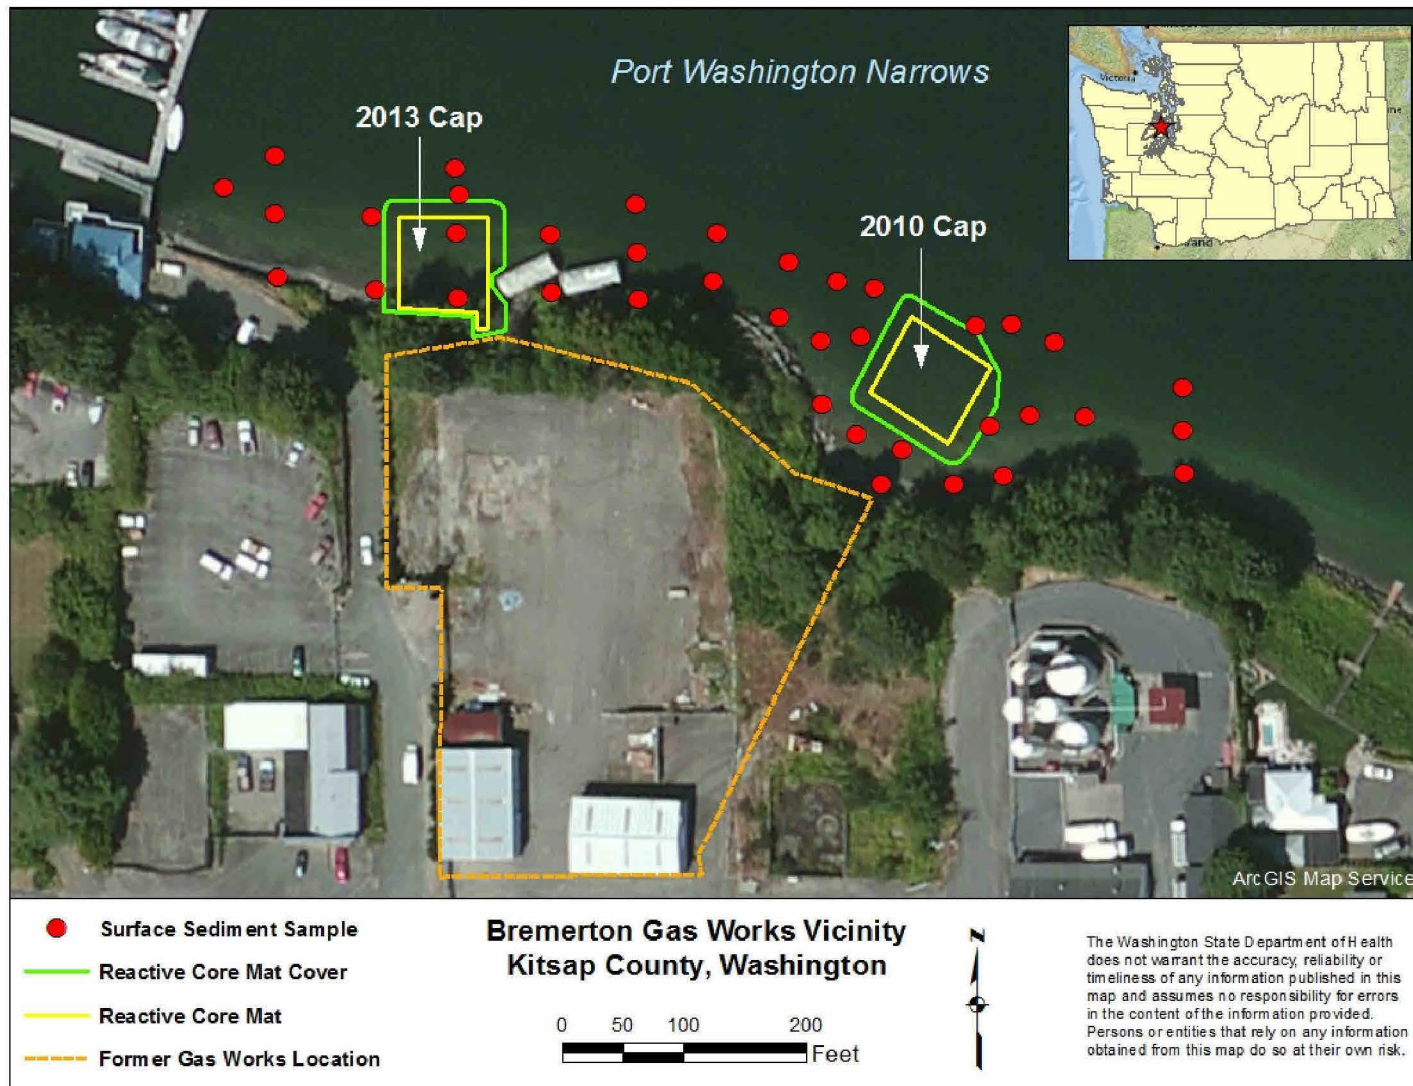 Port Washington Narrows
Victoria
2013 Cap
2010 Cap
ArcGIS Map Service
Surface Sediment Sample
Reactive Core Mat Cover
Reactive Core Mat
Former Gas Works Location
Bremerton Gas Works Vicinity
Kitsap County, Washington
0 50 100 200
Feet
N
The Washington State Department of Health
does not warrant the accuracy, reliability or
timeliness of any information published in this
map and assumes no responsibility for errors
in the content of the information provided.
Persons or entities that rely on any information
obtained from this map do so at their own risk.